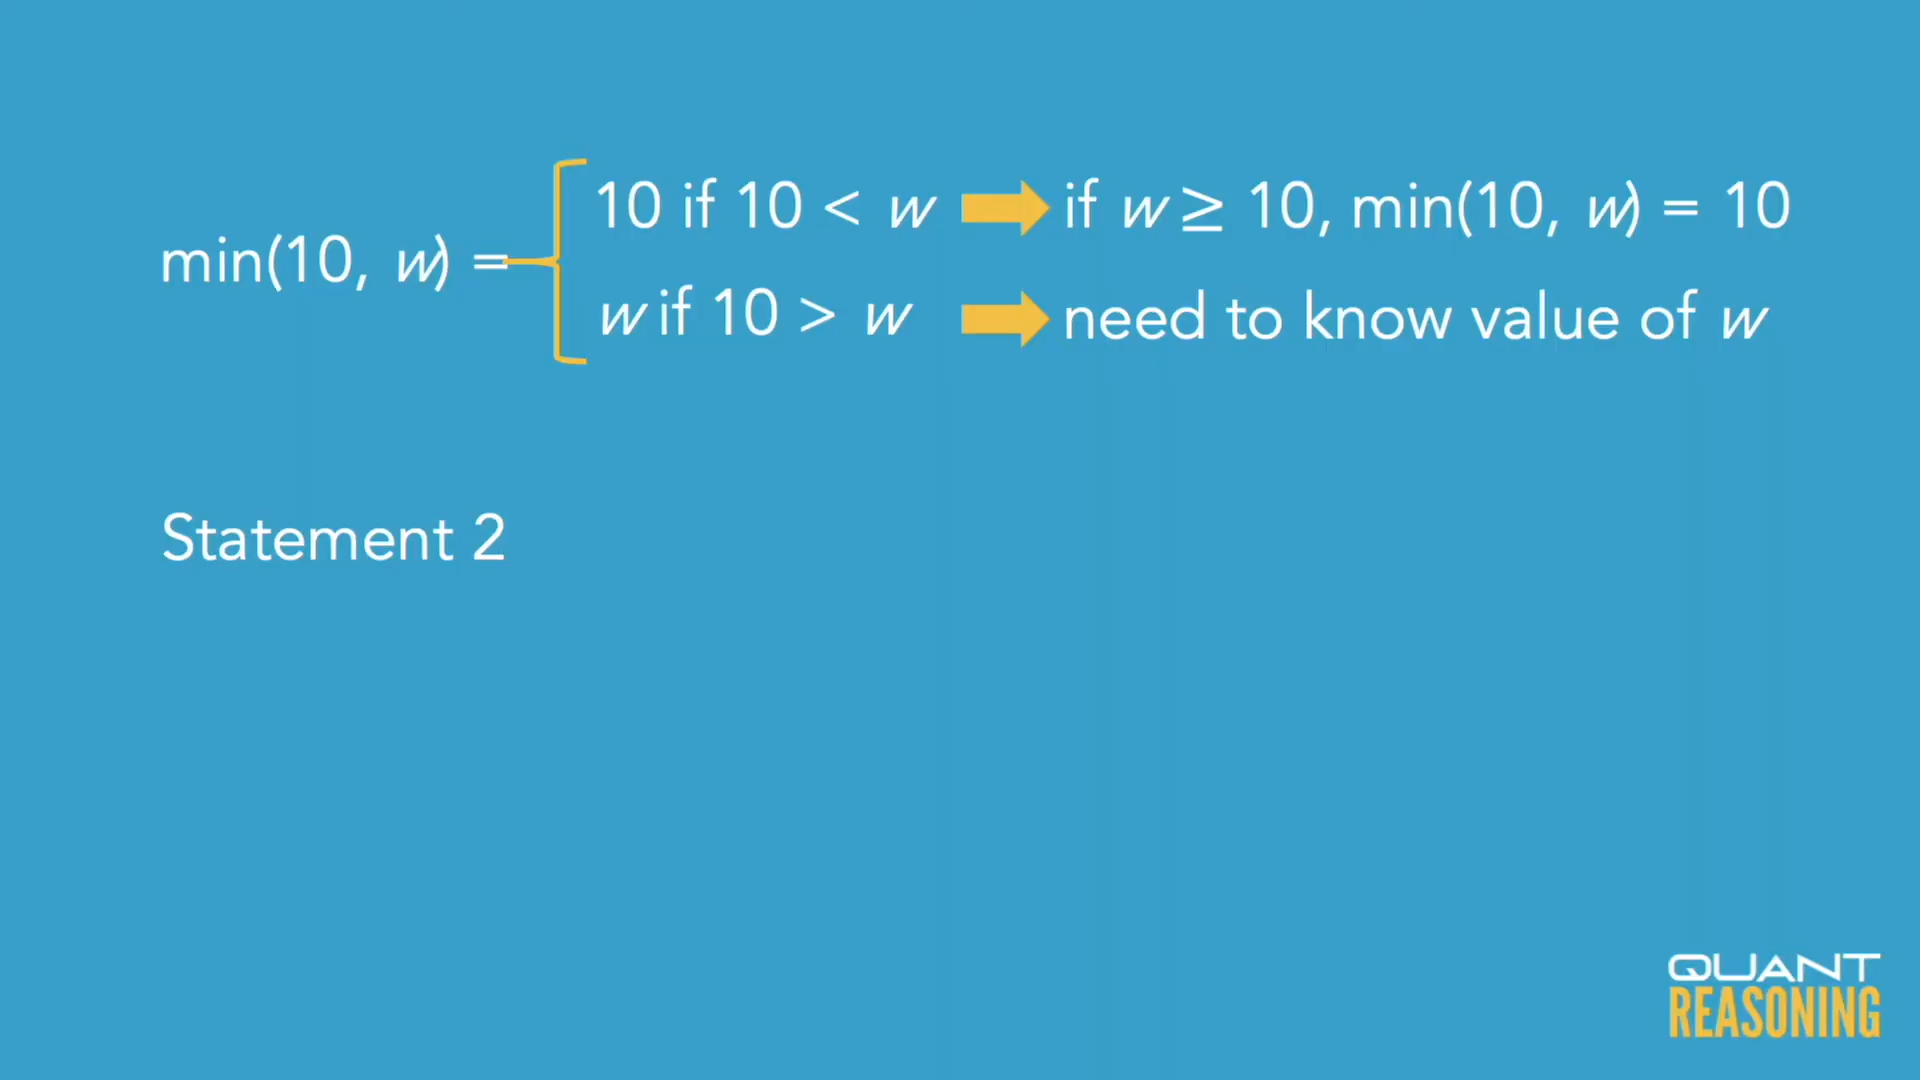 10 if 10 < w if w ≥ 10, min(10, w) = 10
min(10, w) =
w if 10 > w need to know value of w
Statement 2
QUANT
REASONING